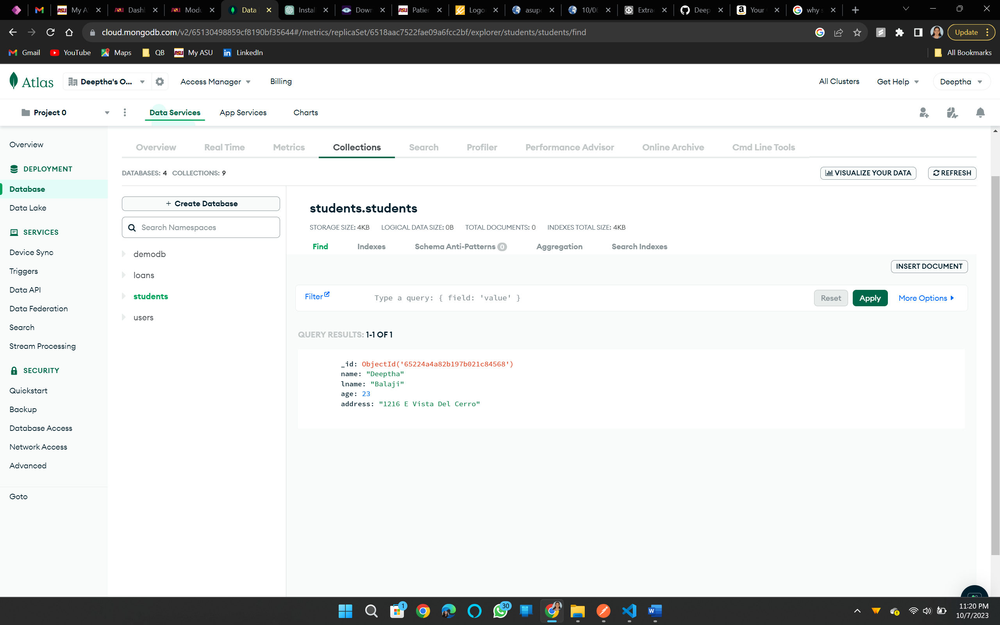 My A
Dash
Modu
Data
Instal
Down
Patie
Logo
asup
10/0
Extra
Deep
Your
why s
cloud.mongodb.com/v2/65130498859cf8190bf35644#/metrics/replicaSet/6518aac7522fae09a6fcc2bf/explorer/students/students/find
Update
Gmail YouTube Maps QB My ASU LinkedIn All Bookmarks
Atlas Deeptha's O... Access Manager Billing All Clusters Get Help Deeptha
Project 0 Data Services App Services Charts
Overview
DEPLOYMENT
Database
Data Lake
SERVICES
Device Sync
Triggers
Data API
Data Federation
Search
Stream Processing
SECURITY
Quickstart
Backup
Database Access
Network Access
Advanced
Goto
Overview Real Time Metrics Collections Search Profiler Performance Advisor Online Archive Cmd Line Tools
DATABASES: 4 COLLECTIONS: 9 VISUALIZE YOUR DATA REFRESH
+ Create Database
Search Namespaces
demodb
loans
students
users
students.students
STORAGE SIZE: 4KB LOGICAL DATA SIZE: 0B TOTAL DOCUMENTS: 0 INDEXES TOTAL SIZE: 4KB
Find Indexes Schema Anti-Patterns 0 Aggregation Search Indexes
INSERT DOCUMENT
Filter Type a query: { field: 'value' } Reset Apply More Options
QUERY RESULTS: 1-1 OF 1
_id: ObjectId('65224a4a82b197b021c84568')
name: "Deeptha"
lname: "Balaji"
age: 23
address: "1216 E Vista Del Cerro"
1
30
11:20 PM
10/7/2023